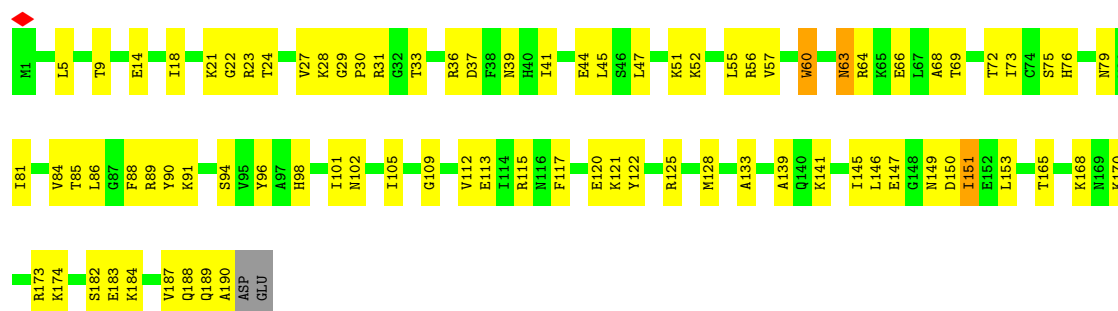 M1 L5 T9 E14 I18 K21 G22 R23 T24 V27 K28 G29 P30 R31 G32 T33 R36 D37 F38 N39 H40 I41 E44 L45 S46 L47 K51 K52 L55 R56 V57 W60 N63 R64 K65 E66 L67 A68 T69 T72 I73 C74 S75 H76 N79
I81 V84 T85 L86 G87 F88 R89 Y90 K91 S94 V95 Y96 A97 H98 I101 N102 I105 G109 V112 E113 I114 R115 N116 F117 E120 K121 Y122 R125 M128 A133 A139 Q140 K141 I145 L146 E147 G148 N149 D150 I151 E152 L153 T165 K168 N169 K170
R173 K174 S182 E183 K184 V187 Q188 Q189 A190 ASP GLU